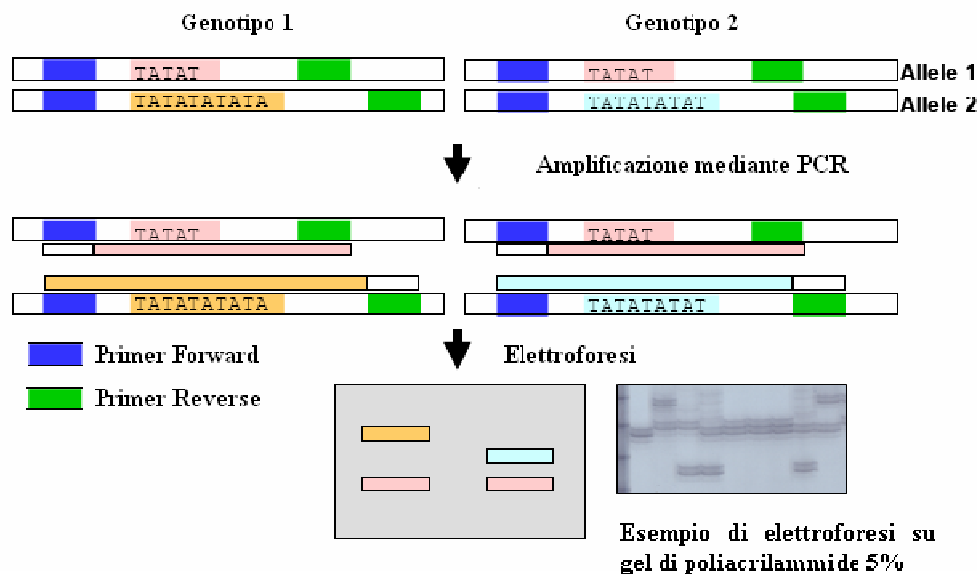 Genotipo 1 Genotipo 2
TATAT TATAT Allele 1
TATATATATA TATATATAT Allele 2
Amplificazione mediante PCR
TATAT TATAT
TATATATATA TATATATAT
Primer Forward Elettroforesi
Primer Reverse
Esempio di elettroforesi su
gel di poliacrilammide 5%